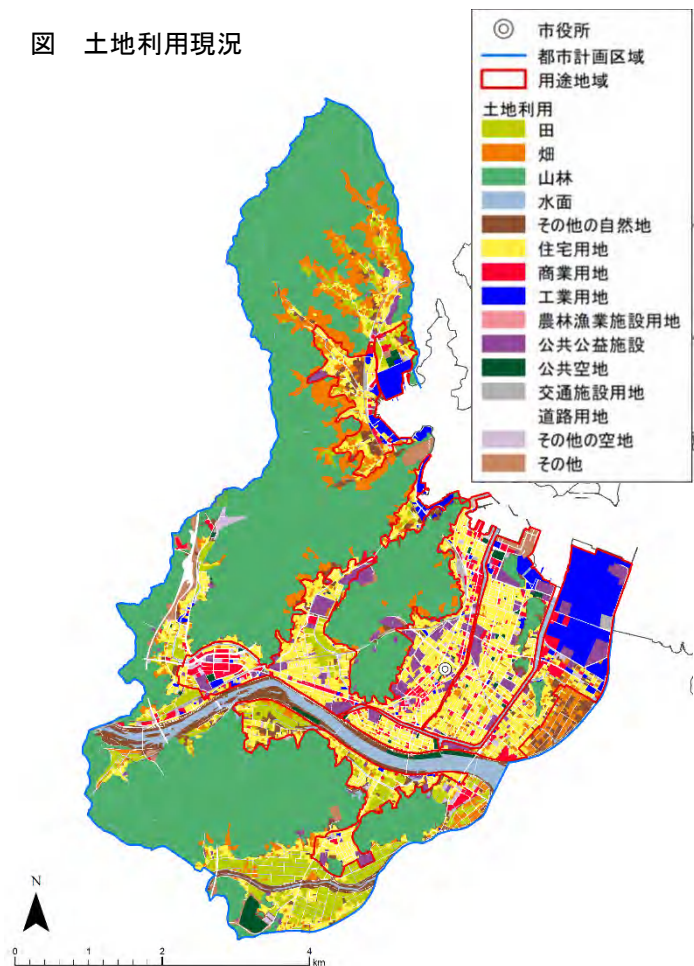 図 土地利用現況
市役所
都市計画区域
用途地域
土地利用
田
畑
山林
水面
その他の自然地
住宅用地
商業用地
工業用地
農林漁業施設用地
公共公益施設
公共空地
交通施設用地
道路用地
その他の空地
その他
N
0 1 2 4
km